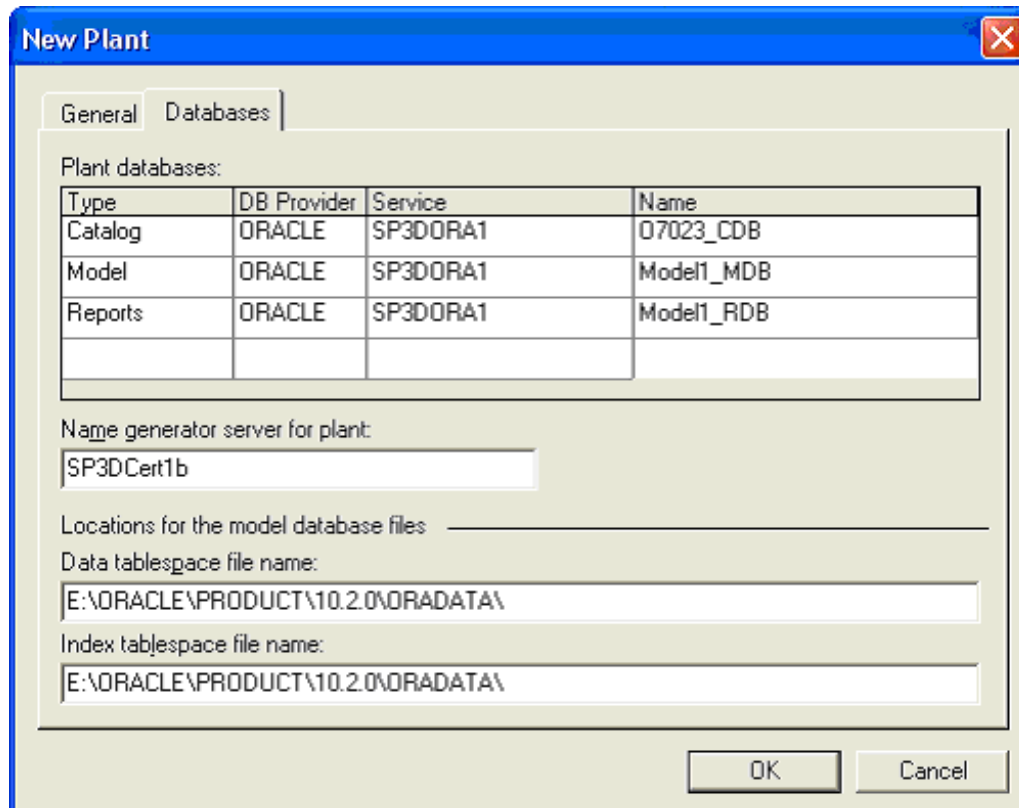 New Plant
General Databases
Plant databases:
Type DB Provider Service Name
Catalog ORACLE SP3DORA1 O7023_CDB
Model ORACLE SP3DORA1 Model1_MDB
Reports ORACLE SP3DORA1 Model1_RDB
Name generator server for plant:
SP3DCert1b
Locations for the model database files
Data tablespace file name:
E:\ORACLE\PRODUCT\10.2.0\ORADATA\
Index tablespace file name:
E:\ORACLE\PRODUCT\10.2.0\ORADATA\
OK Cancel